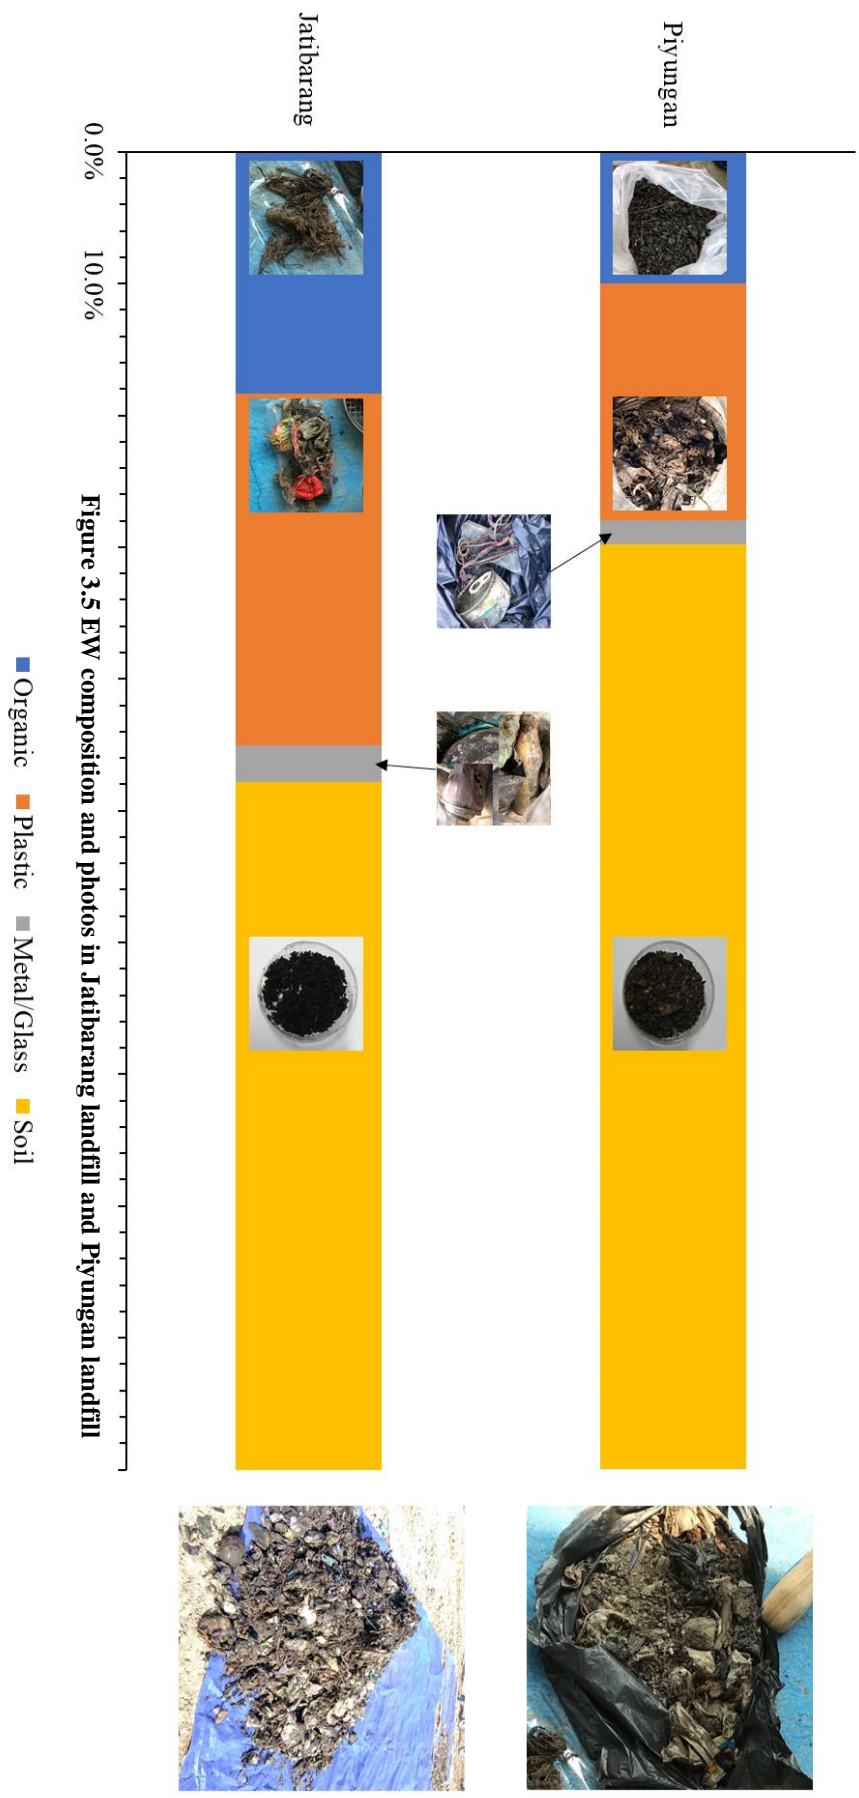 Piyungan
Jatibarang
0.0%
10.0%
Figure 3.5 EW composition and photos in Jatibarang landfill and Piyungan landfill
Organic
Plastic
Metal/Glass
Soil